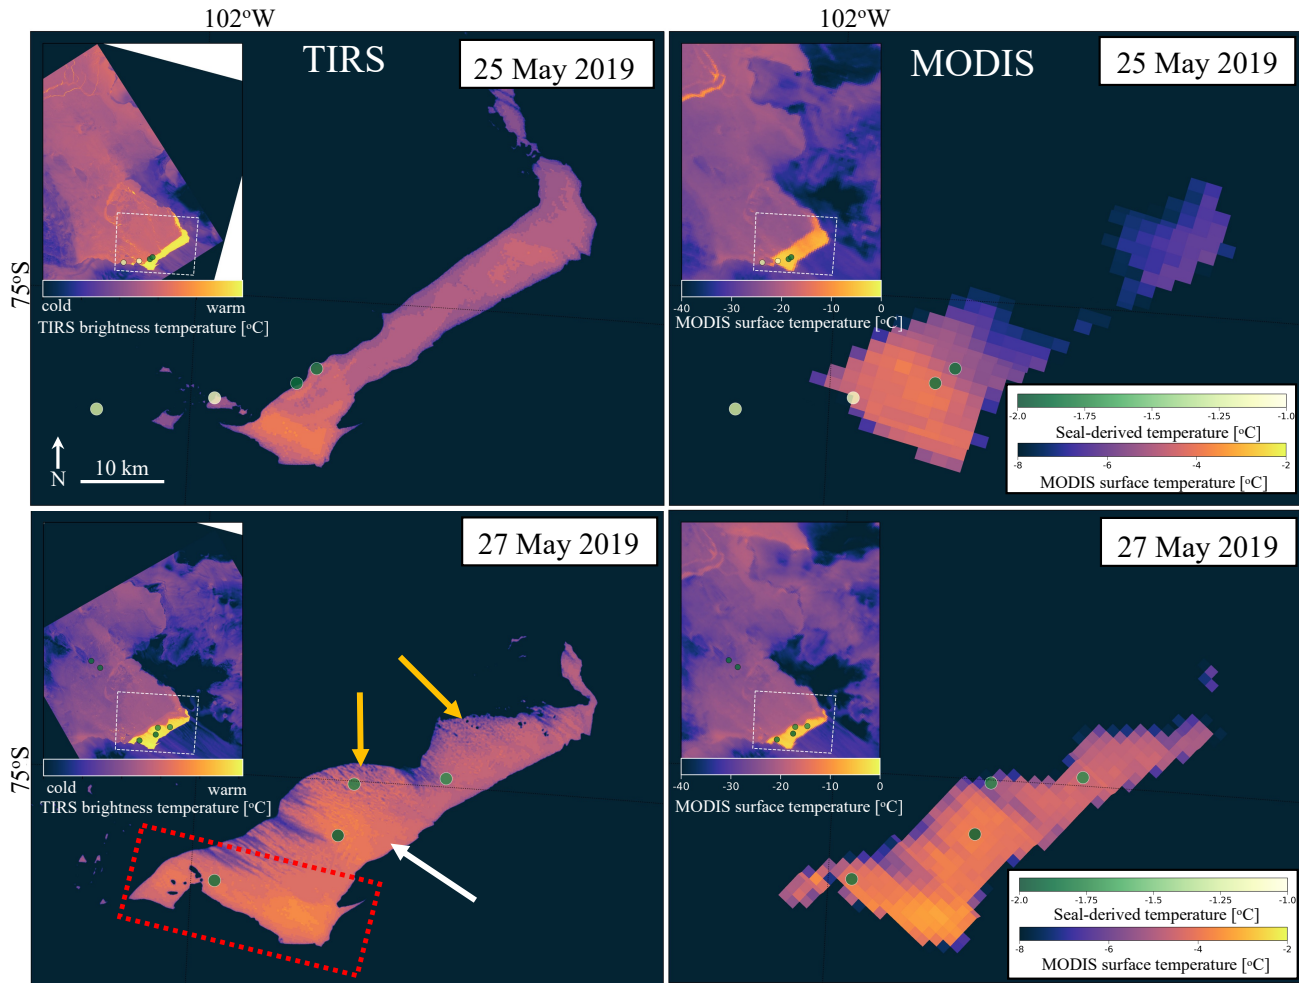 102°W
102°W
TIRS
25 May 2019
cold
warm
TIRS brightness temperature [°C]
75°S
N
10 km
MODIS
25 May 2019
-40 -30 -20 -10 0
MODIS surface temperature [°C]
-2.0 -1.75 -1.5 -1.25 -1.0
Seal-derived temperature [°C]
-8 -6 -4 -2
MODIS surface temperature [°C]
27 May 2019
cold
warm
TIRS brightness temperature [°C]
75°S
27 May 2019
-40 -30 -20 -10 0
MODIS surface temperature [°C]
-2.0 -1.75 -1.5 -1.25 -1.0
Seal-derived temperature [°C]
-8 -6 -4 -2
MODIS surface temperature [°C]